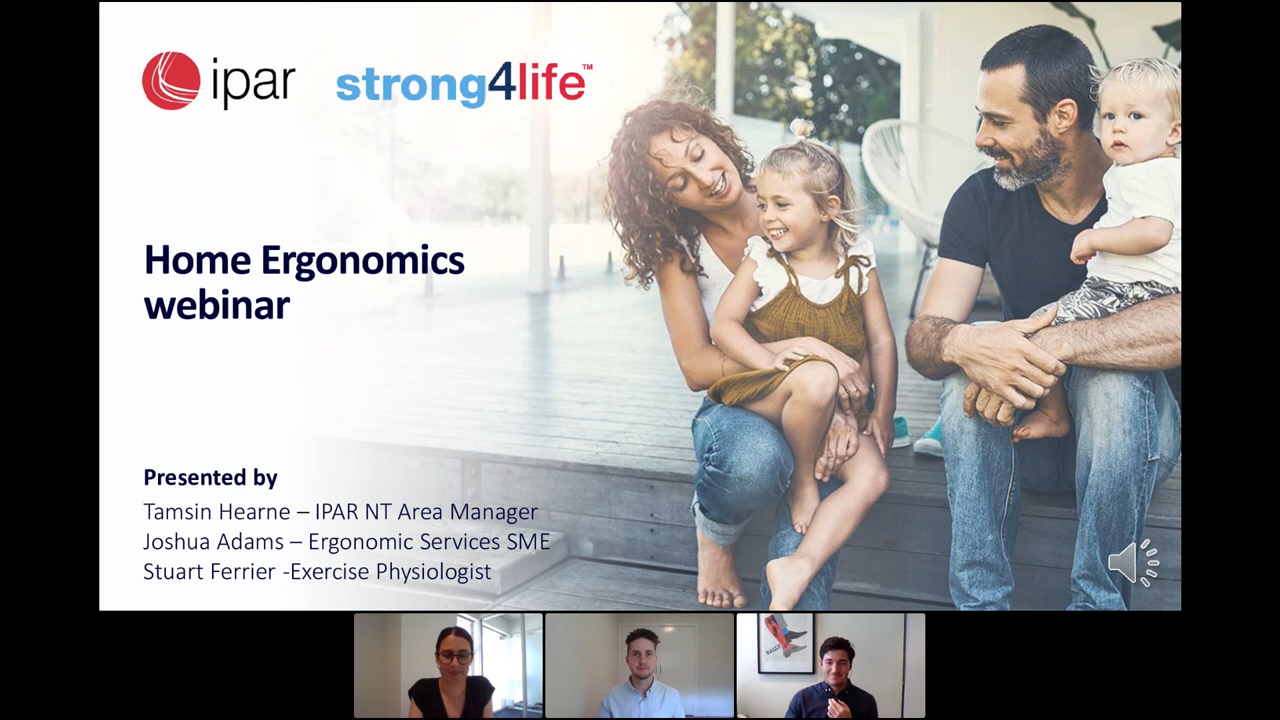 ipar
strong4life™
Home Ergonomics
webinar
Presented by
Tamsin Hearne – IPAR NT Area Manager
Joshua Adams – Ergonomic Services SME
Stuart Ferrier -Exercise Physiologist
RALLY